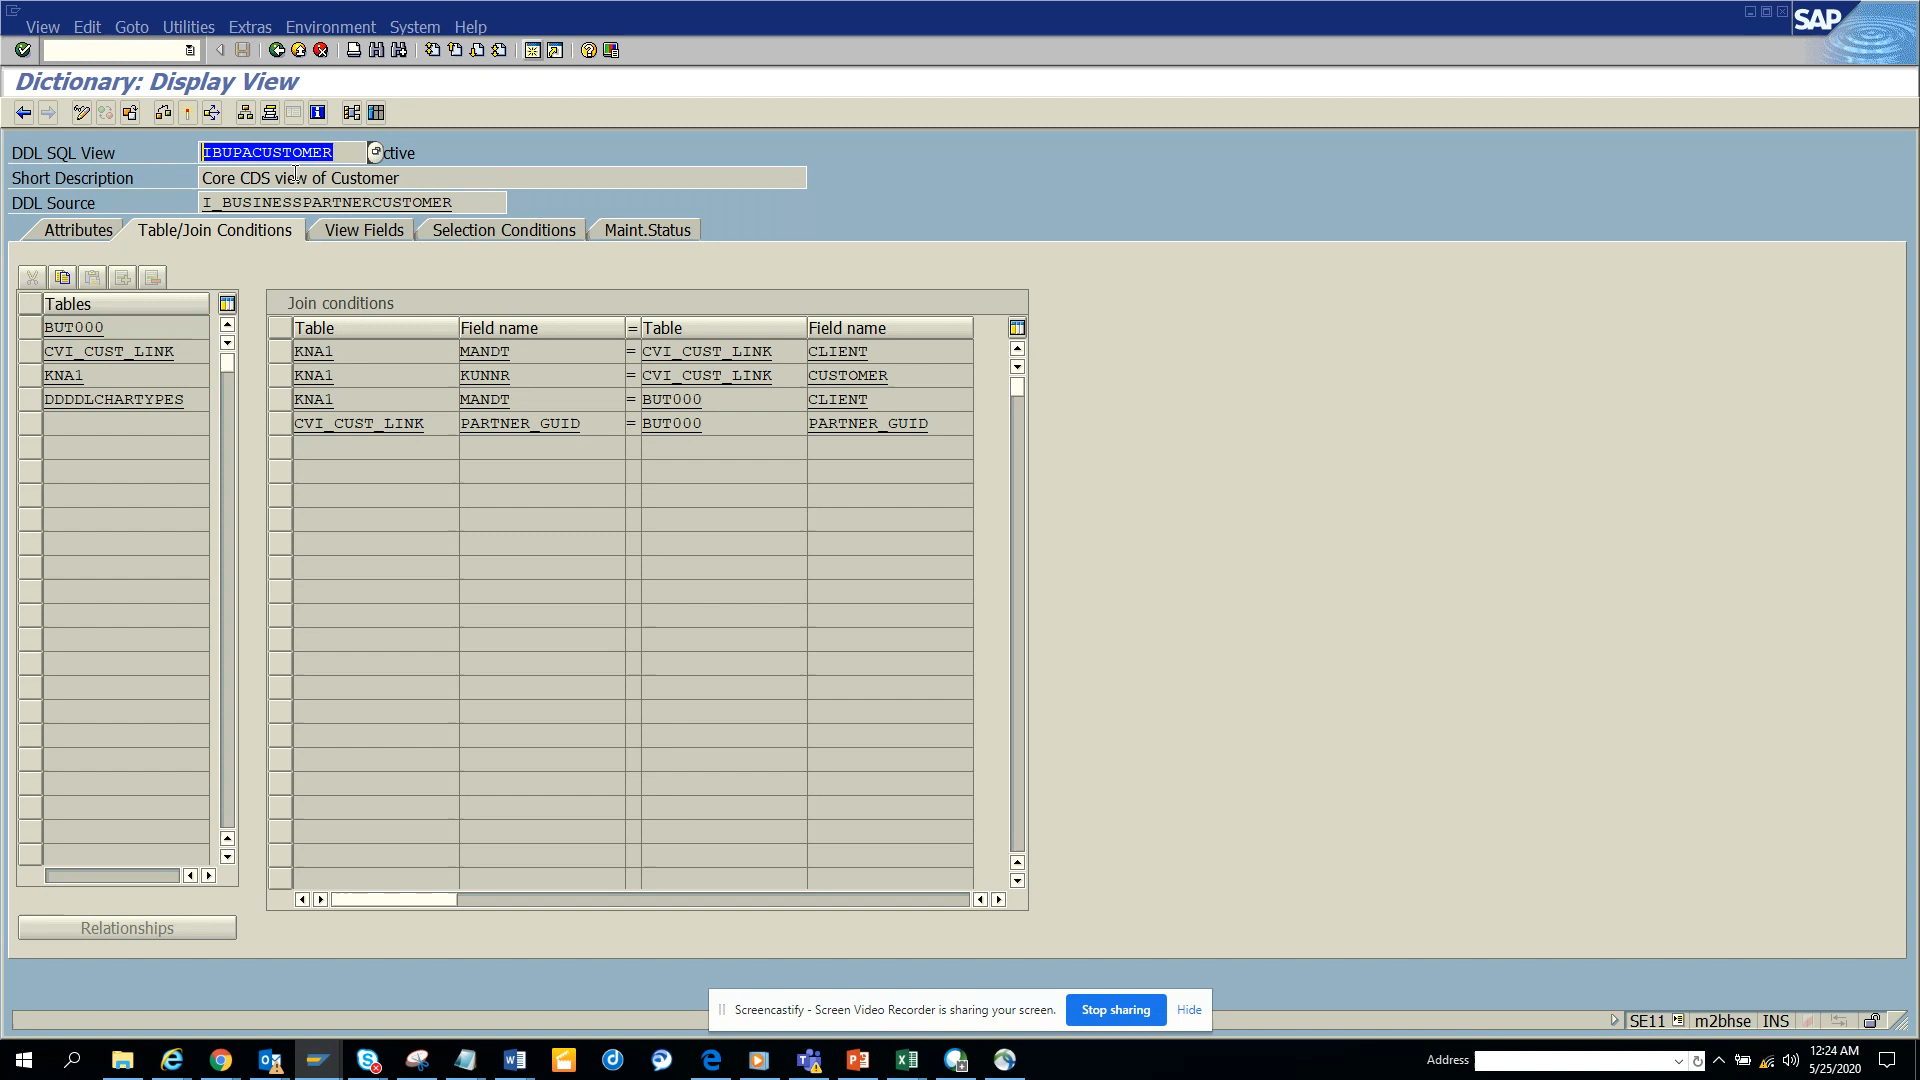 View Edit Goto Utilities Extras Environment System Help
SAP
Dictionary: Display View
DDL SQL View IBUPACUSTOMER ctive
Short Description Core CDS view of Customer
DDL Source I_BUSINESSPARTNERCUSTOMER
Attributes Table/Join Conditions View Fields Selection Conditions Maint.Status
Tables
BUT000
CVI_CUST_LINK
KNA1
DDDDLCHARTYPES
Join conditions
Table Field name = Table Field name
KNA1 MANDT = CVI_CUST_LINK CLIENT
KNA1 KUNNR = CVI_CUST_LINK CUSTOMER
KNA1 MANDT = BUT000 CLIENT
CVI_CUST_LINK PARTNER_GUID = BUT000 PARTNER_GUID
Relationships
Screencastify - Screen Video Recorder is sharing your screen. Stop sharing Hide
SE11 m2bhse INS
Address
12:24 AM
5/25/2020